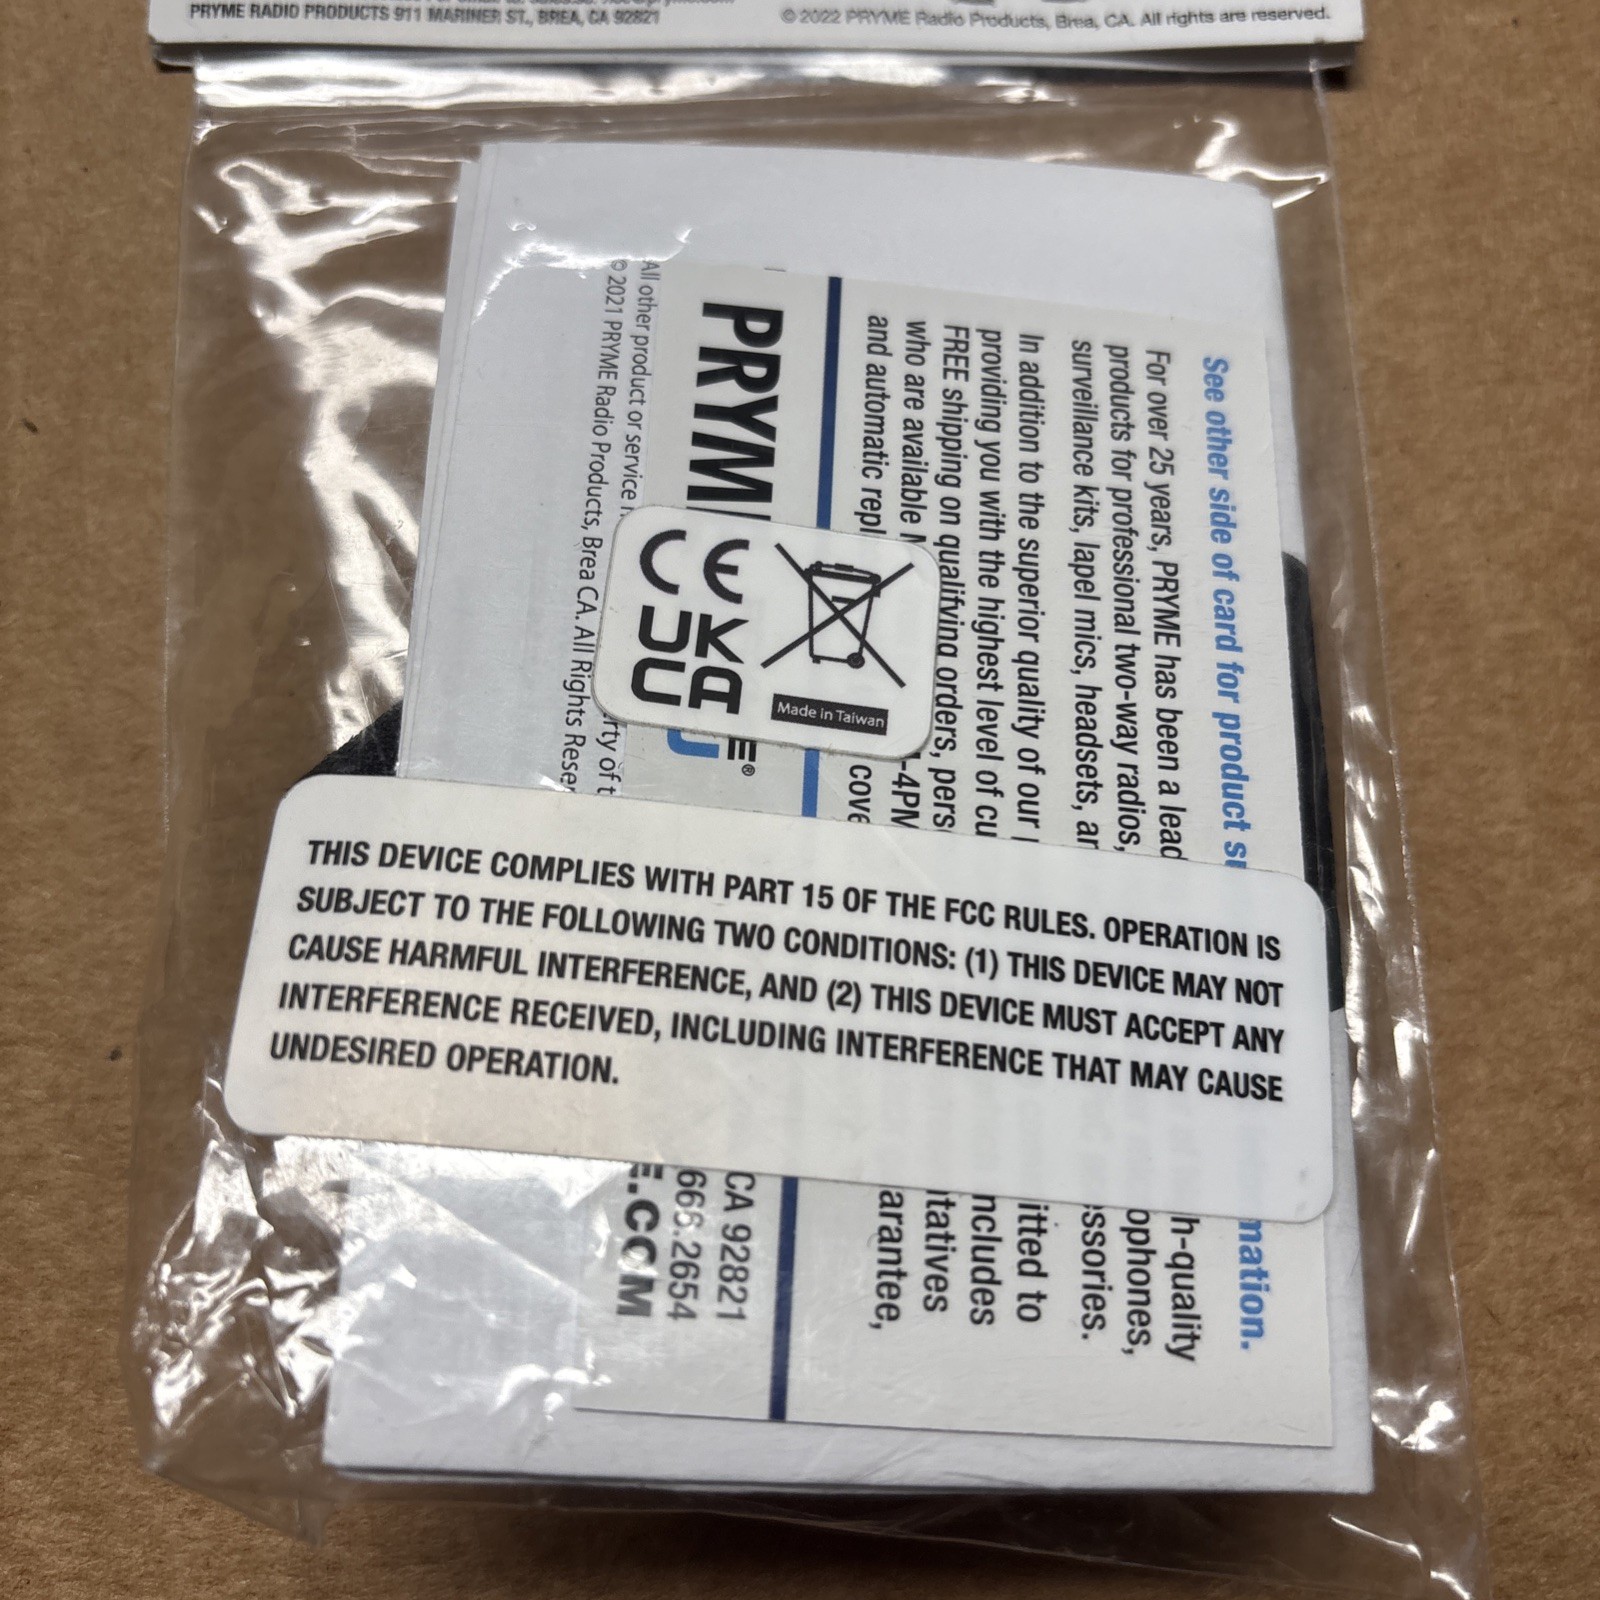 PRYME RADIO PRODUCTS 911 MARINER ST., BREA, CA 92821
© 2022 PRYME Radio Products, Brea, CA. All rights are reserved.
See other side of card for product su
mation.
For over 25 years, PRYME has been a lead
h-quality
products for professional two-way radios,
ophones,
surveillance kits, lapel mics, headsets, ar
ssories.
In addition to the superior quality of our
itted to
providing you with the highest level of cu
ncludes
FREE shipping on qualifying orders, pers
tatives
who are available M
-4PM
arantee,
and automatic repl
cove
PRYM
E®
CA 92821
666.2654
E.COM
All other product or service n
rty of t
© 2021 PRYME Radio Products, Brea CA. All Rights Reser
CE
UK
CA
Made in Taiwan
THIS DEVICE COMPLIES WITH PART 15 OF THE FCC RULES. OPERATION IS
SUBJECT TO THE FOLLOWING TWO CONDITIONS: (1) THIS DEVICE MAY NOT
CAUSE HARMFUL INTERFERENCE, AND (2) THIS DEVICE MUST ACCEPT ANY
INTERFERENCE RECEIVED, INCLUDING INTERFERENCE THAT MAY CAUSE
UNDESIRED OPERATION.